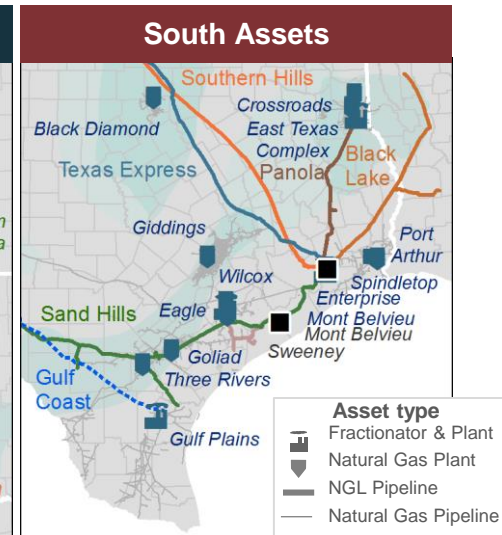 South Assets
Southern Hills
Crossroads
Black Diamond
East Texas
Complex
Black
Lake
Texas Express
Panola
Giddings
Port
Arthur
Wilcox
Spindletop
Eagle
Enterprise
Sand Hills
Mont Belvieu
Mont Belvieu
Sweeney
Goliad
Three Rivers
Gulf
Coast
Gulf Plains
Asset type
Fractionator & Plant
Natural Gas Plant
NGL Pipeline
Natural Gas Pipeline